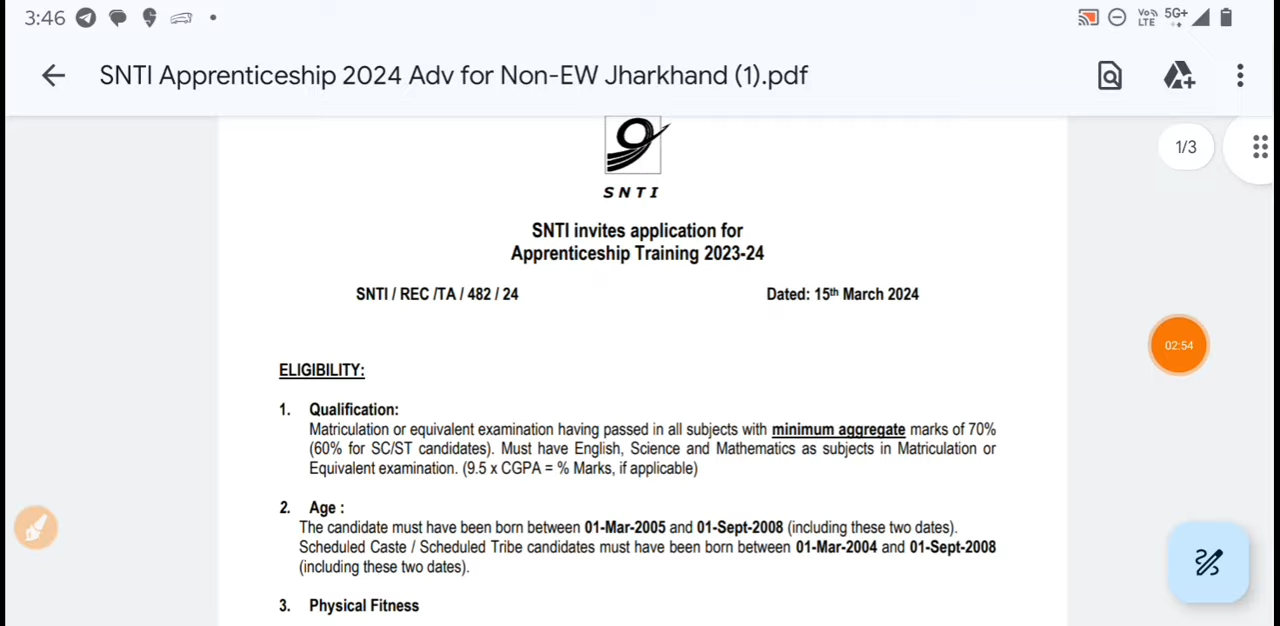 3:46
Vo)) LTE 5G+
SNTI Apprenticeship 2024 Adv for Non-EW Jharkhand (1).pdf
1/3
SNTI
SNTI invites application for
Apprenticeship Training 2023-24
SNTI / REC /TA / 482 / 24 Dated: 15th March 2024
02:54
ELIGIBILITY:
1. Qualification:
Matriculation or equivalent examination having passed in all subjects with minimum aggregate marks of 70%
(60% for SC/ST candidates). Must have English, Science and Mathematics as subjects in Matriculation or
Equivalent examination. (9.5 x CGPA = % Marks, if applicable)
2. Age :
The candidate must have been born between 01-Mar-2005 and 01-Sept-2008 (including these two dates).
Scheduled Caste / Scheduled Tribe candidates must have been born between 01-Mar-2004 and 01-Sept-2008
(including these two dates).
3. Physical Fitness